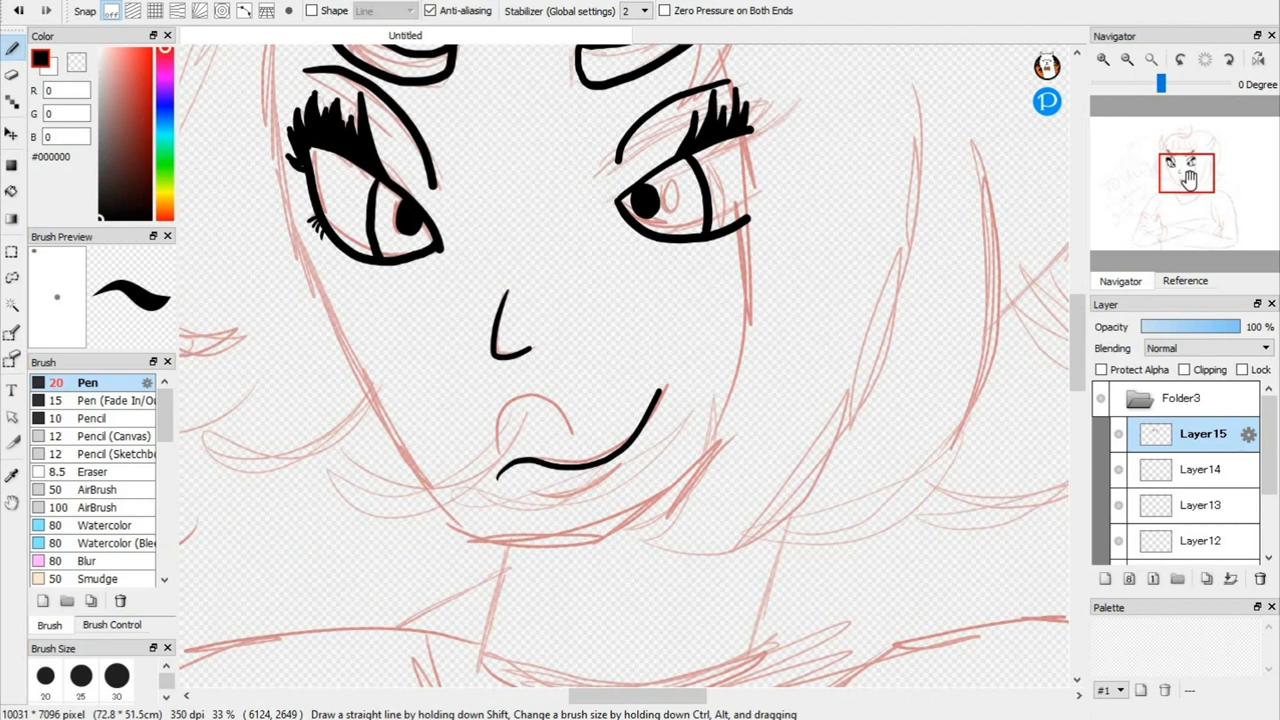 Snap off Shape Line Anti-aliasing Stabilizer (Global settings) 2 Zero Pressure on Both Ends
Color
Untitled
Navigator
R 0
G 0
B 0
#000000
0 Degree
Brush Preview
Navigator Reference
Layer
Opacity 100 %
Blending Normal
Protect Alpha Clipping Lock
Brush
20 Pen
15 Pen (Fade In/Ou
10 Pencil
12 Pencil (Canvas)
12 Pencil (Sketchbo
8.5 Eraser
50 AirBrush
100 AirBrush
80 Watercolor
80 Watercolor (Blee
80 Blur
50 Smudge
Folder3
Layer15
Layer14
Layer13
Layer12
Brush Brush Control
Brush Size
20 25 30
Palette
#1 ---
10031 * 7096 pixel (72.8 * 51.5cm) 350 dpi 33 % (6124, 2649) Draw a straight line by holding down Shift, Change a brush size by holding down Ctrl, Alt, and dragging